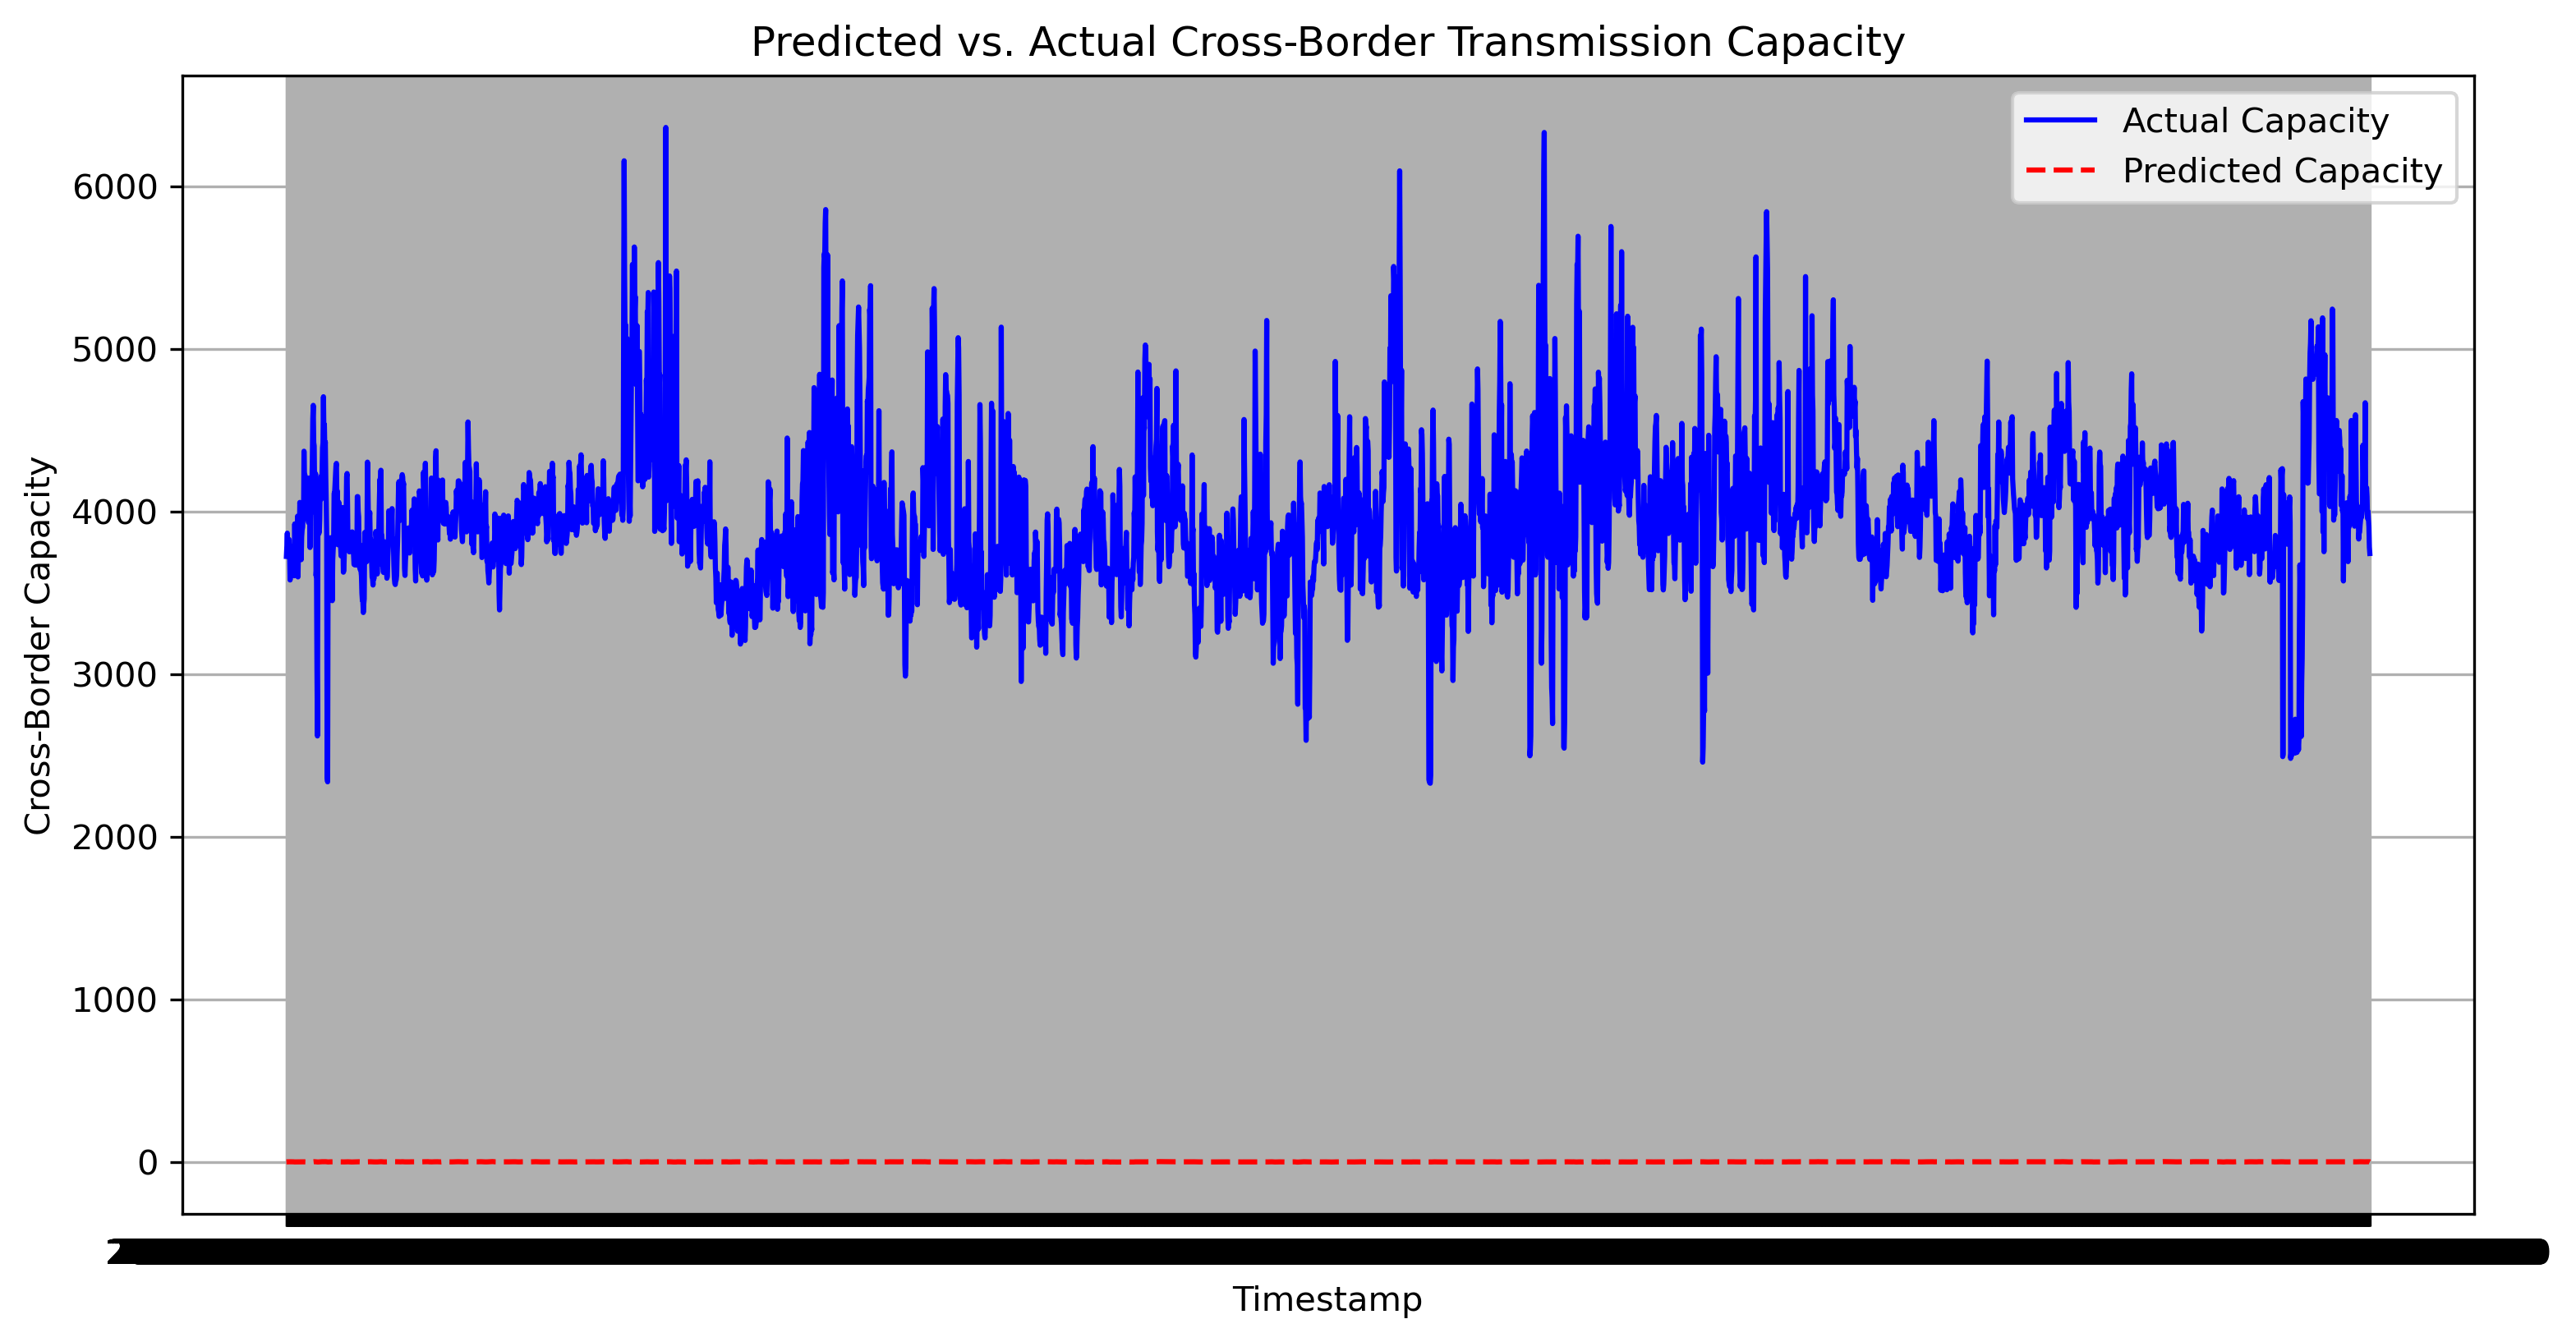 Predicted vs. Actual Cross-Border Transmission Capacity
Actual Capacity
Predicted Capacity
Cross-Border Capacity
6000
5000
4000
3000
2000
1000
0
Timestamp